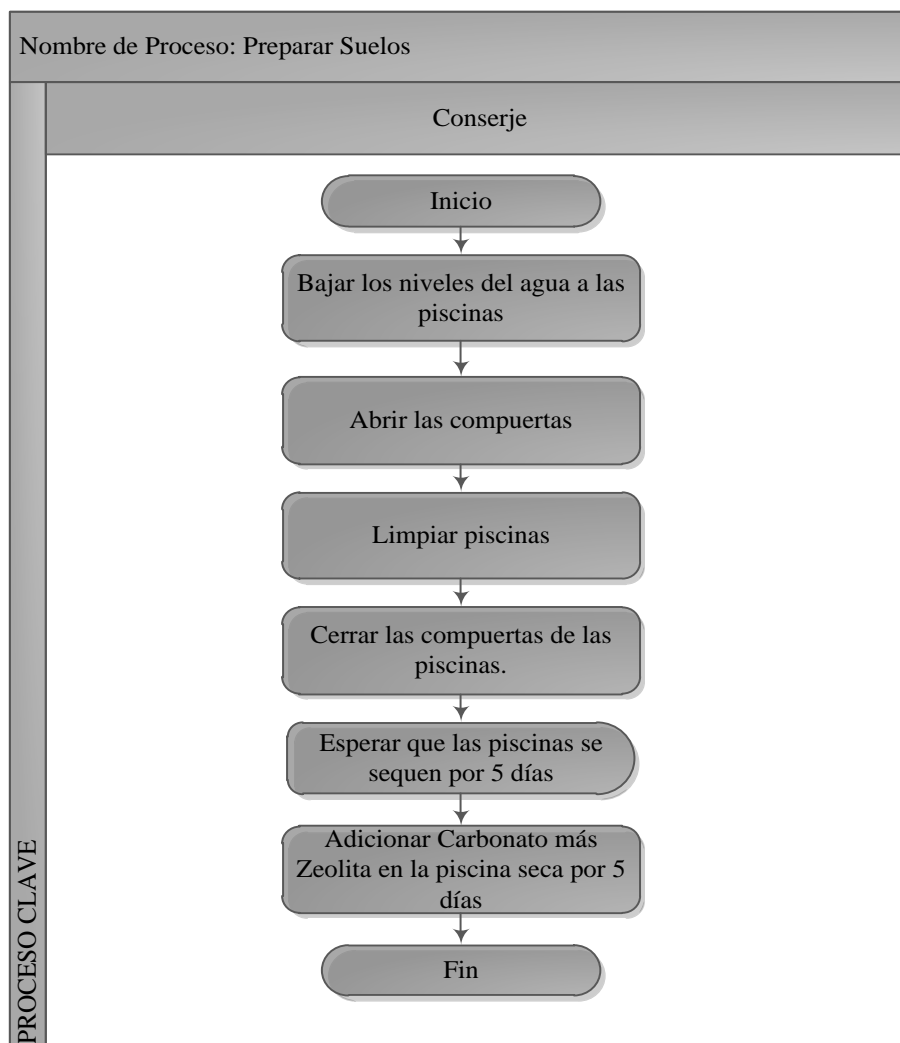 Nombre de Proceso: Preparar Suelos
Conserje
Inicio
Bajar los niveles del agua a las
piscinas
Abrir las compuertas
Limpiar piscinas
Cerrar las compuertas de las
piscinas.
Esperar que las piscinas se
sequen por 5 días
Adicionar Carbonato más
Zeolita en la piscina seca por 5
días
Fin
PROCESO CLAVE